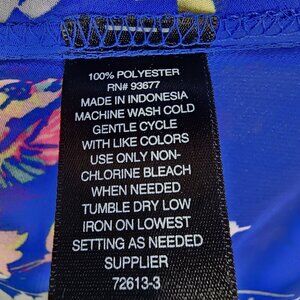 100% POLYESTER
RN# 93677
MADE IN INDONESIA
MACHINE WASH COLD
GENTLE CYCLE
WITH LIKE COLORS
USE ONLY NON-
CHLORINE BLEACH
WHEN NEEDED
TUMBLE DRY LOW
IRON ON LOWEST
SETTING AS NEEDED
SUPPLIER
72613-3